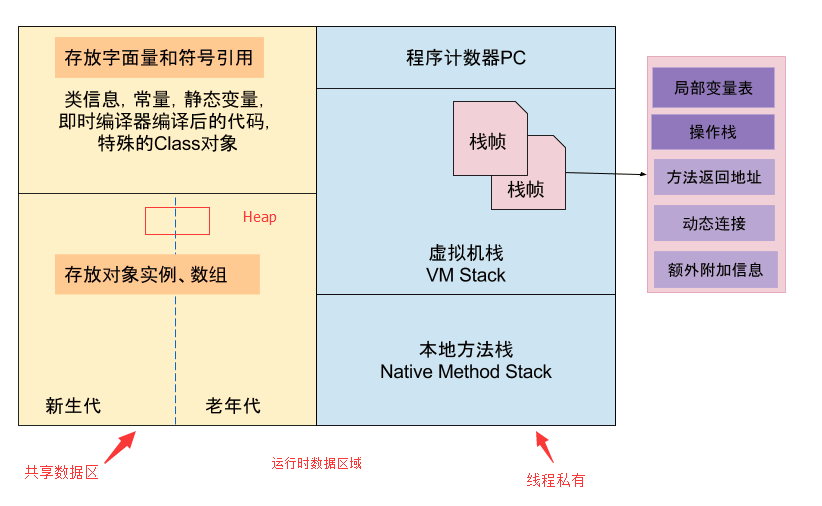 存放字面量和符号引用
类信息, 常量, 静态变量,
即时编译器编译后的代码,
特殊的Class对象
Heap
存放对象实例、数组
新生代
老年代
程序计数器PC
栈帧
栈帧
虚拟机栈
VM Stack
本地方法栈
Native Method Stack
局部变量表
操作栈
方法返回地址
动态连接
额外附加信息
共享数据区
运行时数据区域
线程私有